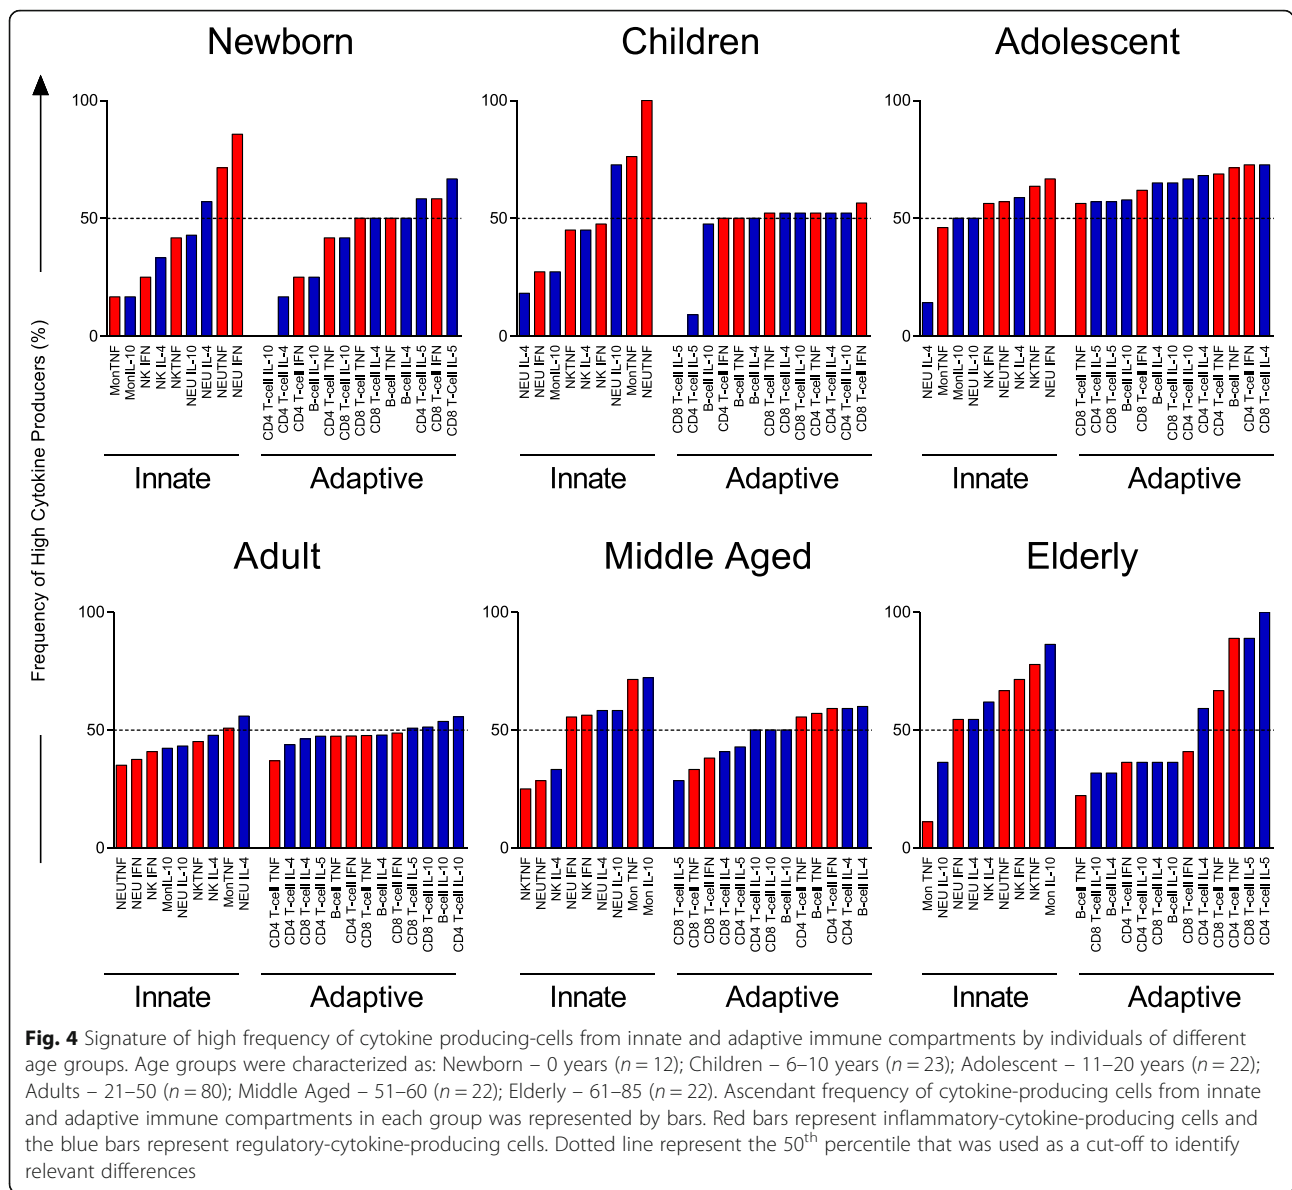 Newborn
Children
Adolescent
Frequency of High Cytokine Producers (%)
100
50
0
MonTNF
MonIL-10
NK IFN
NK IL-4
NKTNF
NEU IL-10
NEU IL-4
NEUTNF
NEU IFN
CD4 T-cell IL-10
CD4 T-cell IL-4
CD4 T-cell IFN
B-cell IL-10
CD4 T-cell TNF
CD8 T-cell IL-10
CD8 T-cell TNF
CD8 T-cell IL-4
B-cell TNF
B-cell IL-4
CD4 T-cell IL-5
CD8 T-cell IFN
CD8 T-Cell IL-5
Innate
Adaptive
100
50
0
NEU IL-4
NEU IFN
MonIL-10
NKTNF
NK IL-4
NK IFN
NEU IL-10
MonTNF
NEUTNF
CD8 T-cell IL-5
CD4 T-cell IL-5
B-cell IL-10
CD4 T-cell IFN
B-cell TNF
B-cell IL-4
CD8 T-cell TNF
CD8 T-cell IL-4
CD8 T-cell IL-10
CD4 T-cell TNF
CD4 T-cell IL-4
CD4 T-cell IL-10
CD8 T-cell IFN
Innate
Adaptive
100
50
0
NEU IL-4
MonTNF
MonIL-10
NEU IL-10
NK IFN
NEUTNF
NK IL-4
NKTNF
NEU IFN
CD8 T-cell TNF
CD4 T-cell IL-5
CD8 T-cell IL-5
B-cell IL-10
CD8 T-cell IFN
B-cell IL-4
CD8 T-cell IL-10
CD4 T-cell IL-10
CD4 T-cell IL-4
CD4 T-cell TNF
B-cell TNF
CD4 T-cell IFN
CD8 T-cell IL-4
Innate
Adaptive
Adult
Middle Aged
Elderly
100
50
0
NEUTNF
NEU IFN
NK IFN
MonIL-10
NEU IL-10
NKTNF
NK IL-4
MonTNF
NEU IL-4
CD4 T-cell TNF
CD4 T-cell IL-4
CD8 T-cell IL-4
CD4 T-cell IL-5
B-cell TNF
CD4 T-cell IFN
CD8 T-cell TNF
B-cell IL-4
CD8 T-cell IFN
CD8 T-cell IL-5
CD8 T-cell IL-10
B-cell IL-10
CD4 T-cell IL-10
Innate
Adaptive
100
50
0
NKTNF
NEUTNF
NK IL-4
NEU IFN
NK IFN
NEU IL-4
NEU IL-10
Mon TNF
Mon IL-10
CD8 T-cell IL-5
CD8 T-cell TNF
CD8 T-cell IFN
CD8 T-cell IL-4
CD4 T-cell IL-5
CD4 T-cell IL-10
CD8 T-cell IL-10
B-cell IL-10
CD4 T-cell TNF
B-cell TNF
CD4 T-cell IFN
CD4 T-cell IL-4
B-cell IL-4
Innate
Adaptive
100
50
0
Mon TNF
NEU IL-10
NEU IFN
NEU IL-4
NK IL-4
NEUTNF
NK IFN
NKTNF
Mon IL-10
B-cell TNF
CD8 T-cell IL-10
B-cell IL-4
CD4 T-cell IFN
CD4 T-cell IL-10
CD8 T-cell IL-4
B-cell IL-10
CD8 T-cell IFN
CD4 T-cell IL-4
CD8 T-cell TNF
CD4 T-cell TNF
CD8 T-cell IL-5
CD4 T-cell IL-5
Innate
Adaptive
Fig. 4 Signature of high frequency of cytokine producing-cells from innate and adaptive immune compartments by individuals of different
age groups. Age groups were characterized as: Newborn – 0 years (n = 12); Children – 6–10 years (n = 23); Adolescent – 11–20 years (n = 22);
Adults – 21–50 (n = 80); Middle Aged – 51–60 (n = 22); Elderly – 61–85 (n = 22). Ascendant frequency of cytokine-producing cells from innate
and adaptive immune compartments in each group was represented by bars. Red bars represent inflammatory-cytokine-producing cells and
the blue bars represent regulatory-cytokine-producing cells. Dotted line represent the 50th percentile that was used as a cut-off to identify
relevant differences